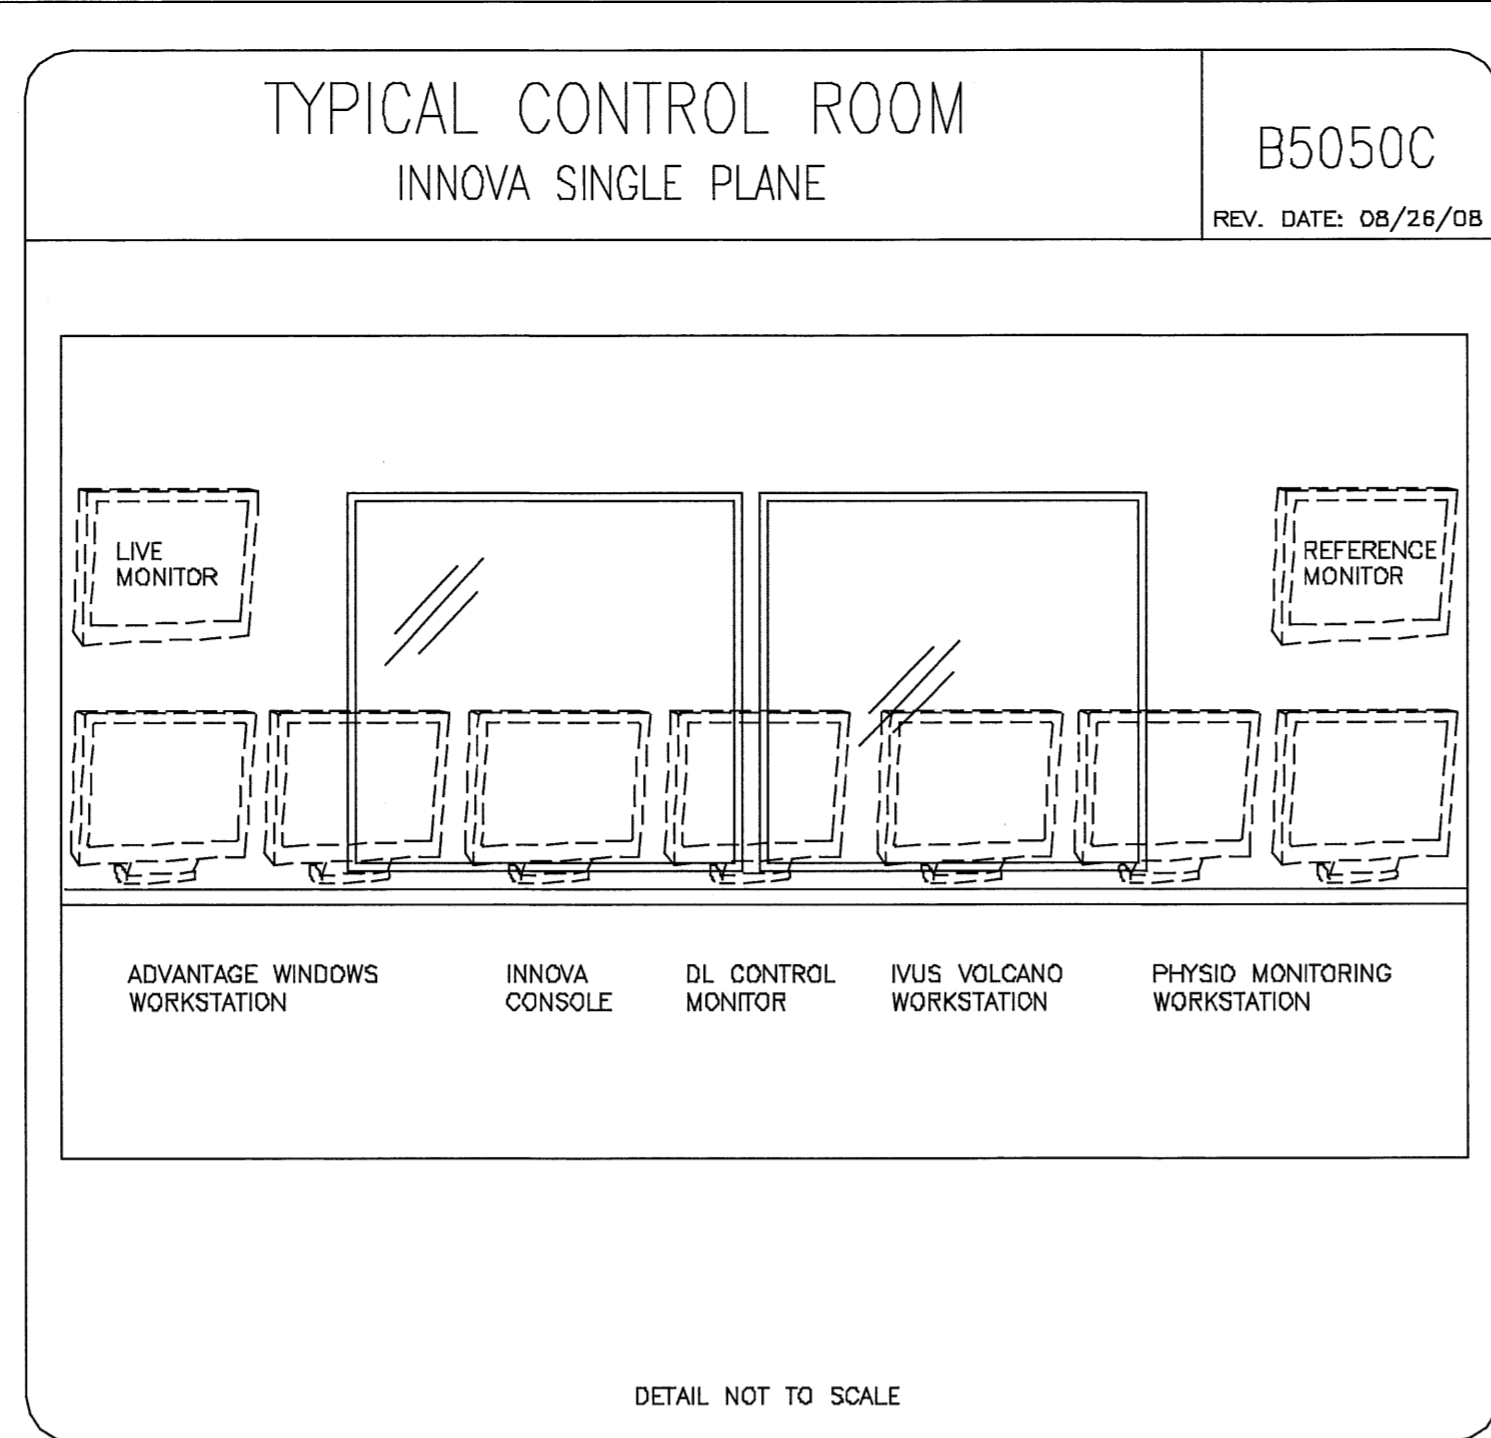 TYPICAL CONTROL ROOM
INNOVA SINGLE PLANE
B5050C
REV. DATE: 08/26/08
LIVE
MONITOR
REFERENCE
MONITOR
ADVANTAGE WINDOWS
WORKSTATION
INNOVA
CONSOLE
DL CONTROL
MONITOR
IVUS VOLCANO
WORKSTATION
PHYSIO MONITORING
WORKSTATION
DETAIL NOT TO SCALE